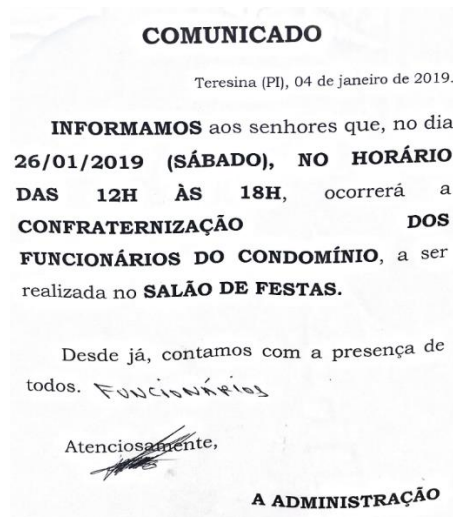 COMUNICADO
Teresina (PI), 04 de janeiro de 2019.
INFORMAMOS aos senhores que, no dia
26/01/2019 (SÁBADO), NO HORÁRIO
DAS 12H ÀS 18H, ocorrerá a
CONFRATERNIZAÇÃO DOS
FUNCIONÁRIOS DO CONDOMÍNIO, a ser
realizada no SALÃO DE FESTAS.
Desde já, contamos com a presença de
todos. FUNCIONÁRIOS
Atenciosamente,
A ADMINISTRAÇÃO